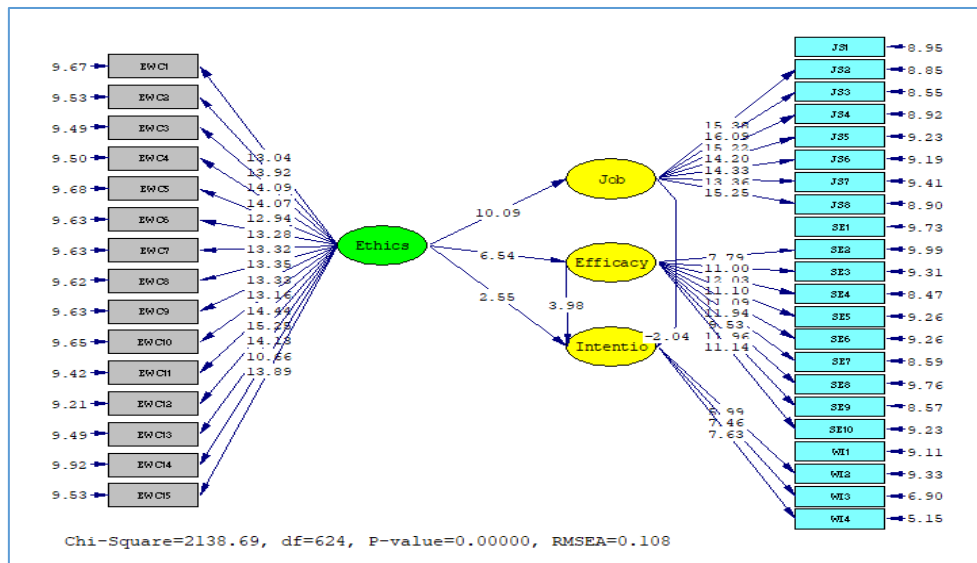 9.67 EWC1
9.53 EWC2
9.49 EWC3
9.50 EWC4
9.68 EWC5
9.63 EWC6
9.63 EWC7
9.62 EWC8
9.63 EWC9
9.65 EWC10
9.42 EWC11
9.21 EWC12
9.49 EWC13
9.92 EWC14
9.53 EWC15
13.04
13.92
14.09
14.07
12.94
13.28
13.32
13.35
13.33
13.16
14.44
10.66
13.89
Ethics
10.09
6.54
2.55
Job
Efficacy
3.98
Intentio
-2.04
16.09
15.22
14.20
14.33
13.36
15.25
7.79
11.00
11.10
11.94
11.14
7.46
7.63
JS1 8.95
JS2 8.85
JS3 8.55
JS4 8.92
JS5 9.23
JS6 9.19
JS7 9.41
JS8 8.90
SE1 9.73
SE2 9.99
SE3 9.31
SE4 8.47
SE5 9.26
SE6 9.26
SE7 8.59
SE8 9.76
SE9 8.57
SE10 9.23
WI1 9.11
WI2 9.33
WI3 6.90
WI4 5.15
Chi-Square=2138.69, df=624, P-value=0.00000, RMSEA=0.108